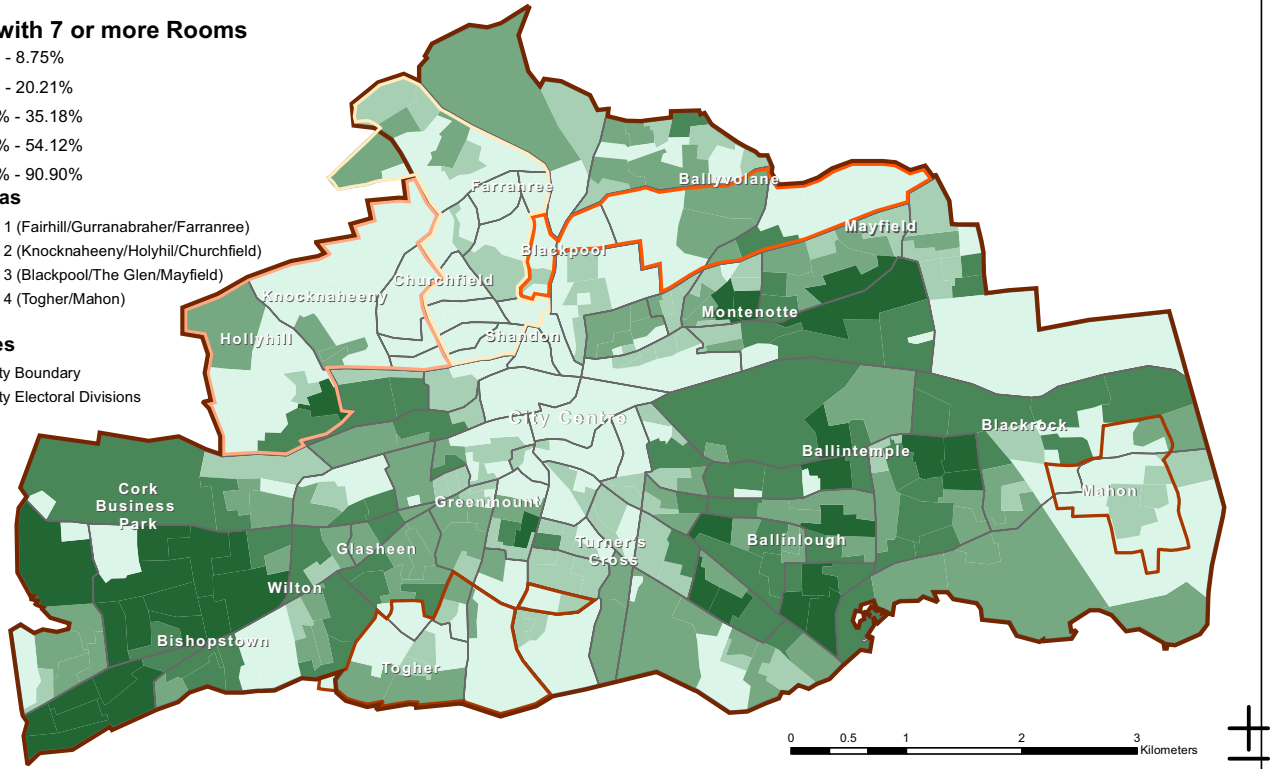 with 7 or more Rooms
- 8.75%
- 20.21%
% - 35.18%
% - 54.12%
% - 90.90%
as
1 (Fairhill/Gurranabraher/Farranree)
2 (Knocknaheeny/Holyhil/Churchfield)
3 (Blackpool/The Glen/Mayfield)
4 (Togher/Mahon)
es
ty Boundary
ty Electoral Divisions
Farranree
Ballyvolane
Mayfield
Blackpool
Churchfield
Knocknaheeny
Montenotte
Hollyhill
Shandon
City Centre
Blackrock
Ballintemple
Cork
Business
Park
Mahon
Greenmount
Glasheen
Turner's
Cross
Ballinlough
Wilton
Bishopstown
Togher
0 0.5 1 2 3
Kilometers